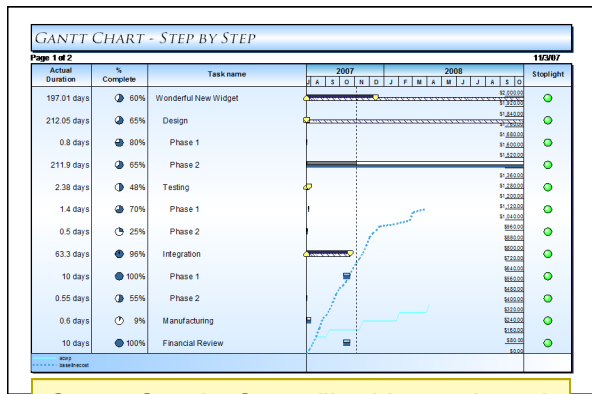 GANTT CHART - STEP BY STEP
Page 1 of 2 11/3/07
Actual Duration % Complete Task name 2007 2008 Stoplight
J A S O N D J F M A M J J A S O
197.01 days 60% Wonderful New Widget
212.05 days 65% Design
0.8 days 80% Phase 1
211.9 days 65% Phase 2
2.38 days 48% Testing
1.4 days 70% Phase 1
0.5 days 25% Phase 2
63.3 days 96% Integration
10 days 100% Phase 1
0.55 days 55% Phase 2
0.6 days 9% Manufacturing
10 days 100% Financial Review
$2,000.00
$1,920.00
$1,840.00
$1,760.00
$1,680.00
$1,600.00
$1,520.00
$1,360.00
$1,280.00
$1,200.00
$1,120.00
$1,040.00
$960.00
$880.00
$800.00
$720.00
$640.00
$560.00
$480.00
$400.00
$320.00
$240.00
$160.00
$80.00
$0.00
acwp
baselinecost